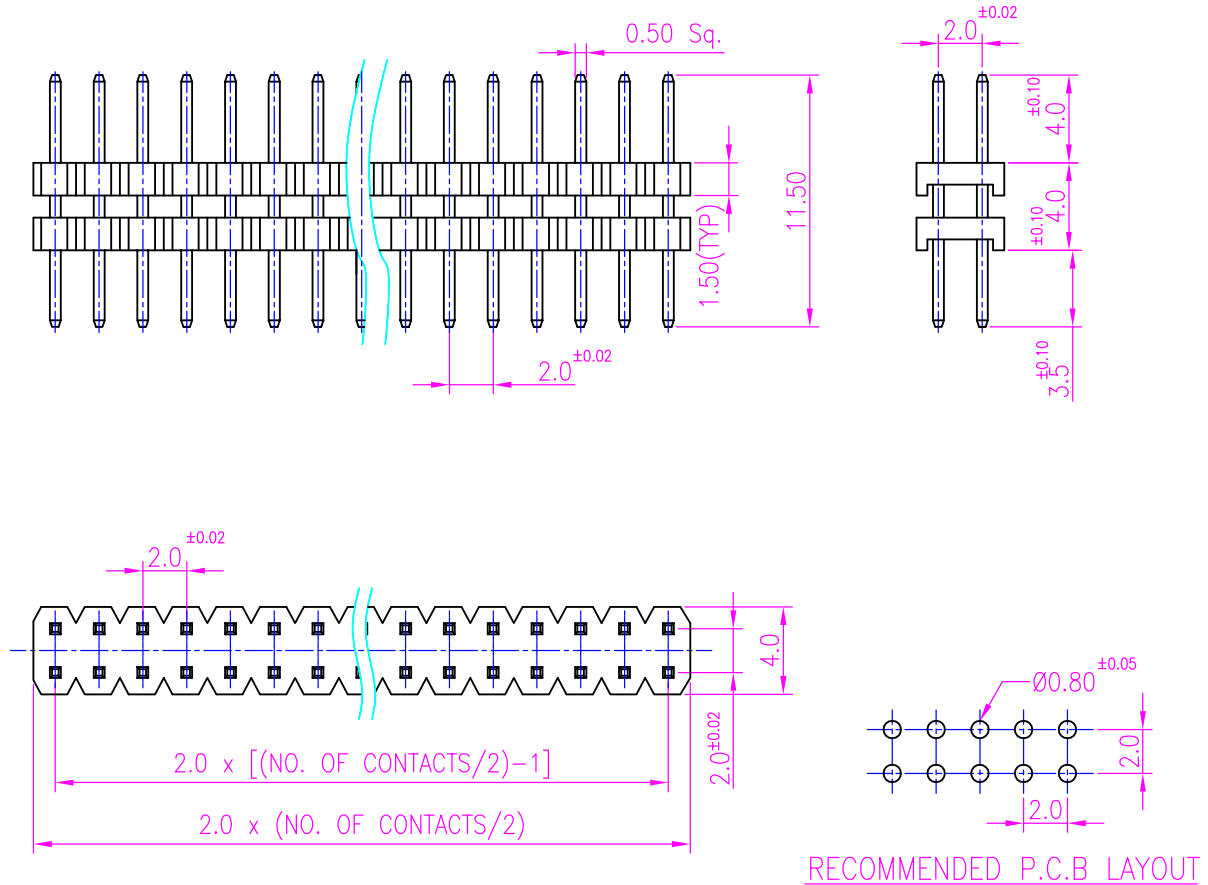 0.50 Sq.
2.0 ±0.02
4.0 ±0.10
11.50
1.50(TYP)
4.0 ±0.10
3.5 ±0.10
2.0 ±0.02
2.0 ±0.02
4.0
2.0 ±0.02
Ø0.80 ±0.05
2.0 x [(NO. OF CONTACTS/2)-1]
2.0
2.0 x (NO. OF CONTACTS/2)
2.0
RECOMMENDED P.C.B LAYOUT